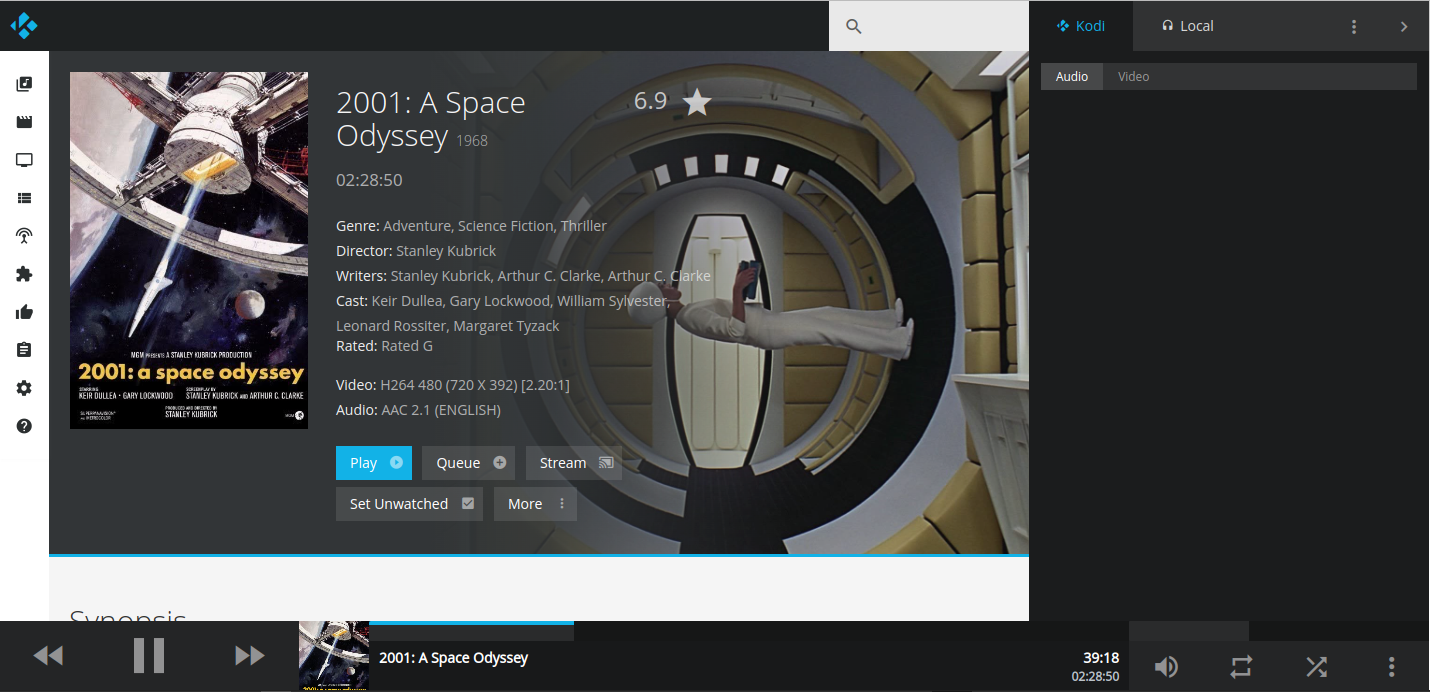 Kodi
Local
Audio
Video
2001: A Space
Odyssey 1968
6.9
02:28:50
Genre: Adventure, Science Fiction, Thriller
Director: Stanley Kubrick
Writers: Stanley Kubrick, Arthur C. Clarke, Arthur C. Clarke
Cast: Keir Dullea, Gary Lockwood, William Sylvester,
Leonard Rossiter, Margaret Tyzack
Rated: Rated G
Video: H264 480 (720 X 392) [2.20:1]
Audio: AAC 2.1 (ENGLISH)
Play
Queue
Stream
Set Unwatched
More
MGM PRESENTS A STANLEY KUBRICK PRODUCTION
2001: a space odyssey
STARRING
KEIR DULLEA · GARY LOCKWOOD
SCREENPLAY BY
STANLEY KUBRICK AND ARTHUR C. CLARKE
PRODUCED AND DIRECTED BY
STANLEY KUBRICK
MGM
Synopsis
2001: A Space Odyssey
39:18
02:28:50